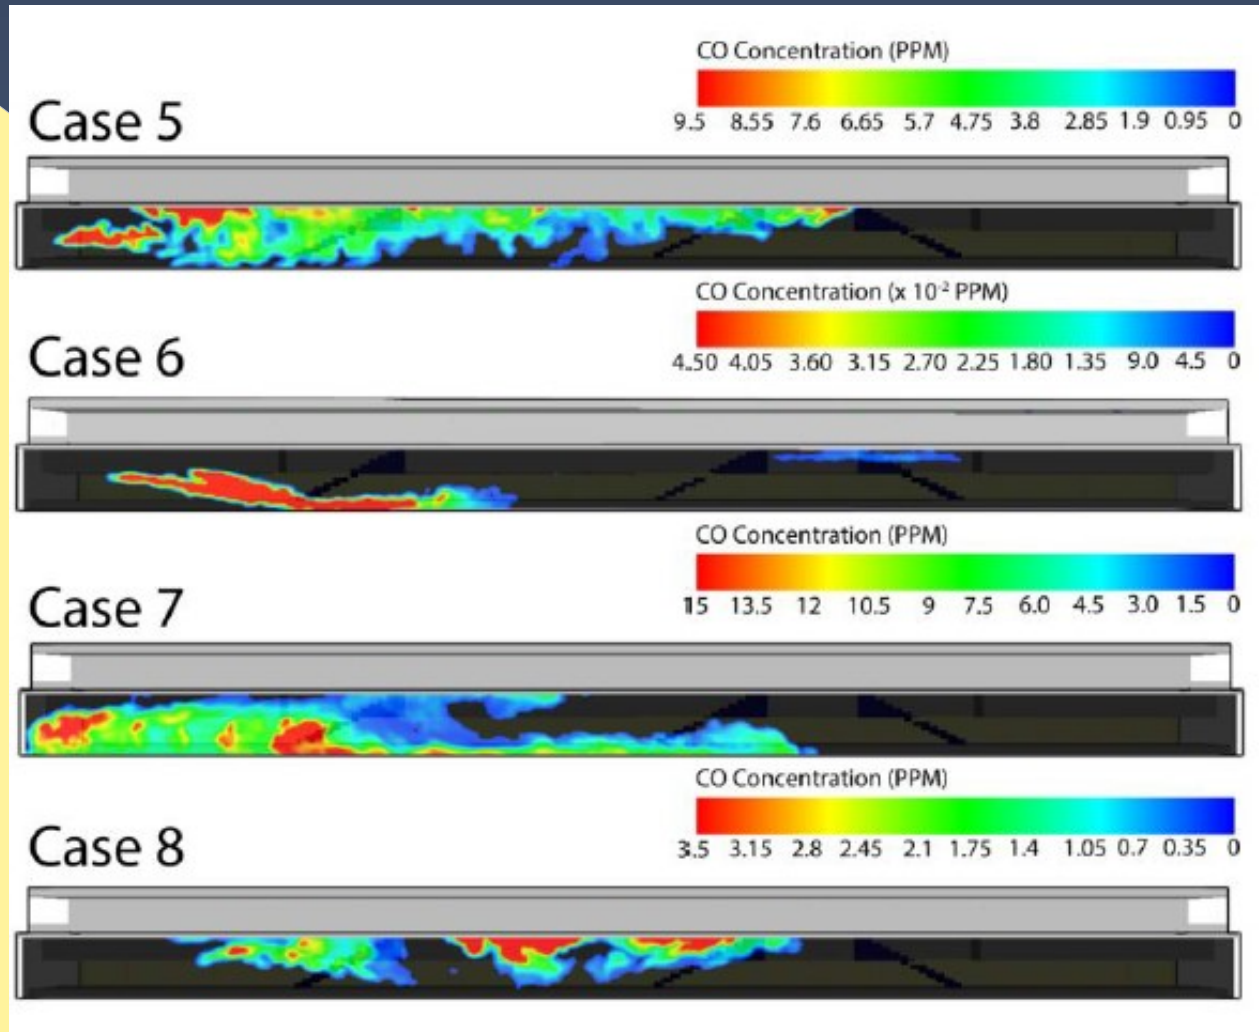 CO Concentration (PPM)
9.5 8.55 7.6 6.65 5.7 4.75 3.8 2.85 1.9 0.95 0
Case 5
CO Concentration (x 10⁻² PPM)
4.50 4.05 3.60 3.15 2.70 2.25 1.80 1.35 9.0 4.5 0
Case 6
CO Concentration (PPM)
15 13.5 12 10.5 9 7.5 6.0 4.5 3.0 1.5 0
Case 7
CO Concentration (PPM)
3.5 3.15 2.8 2.45 2.1 1.75 1.4 1.05 0.7 0.35 0
Case 8